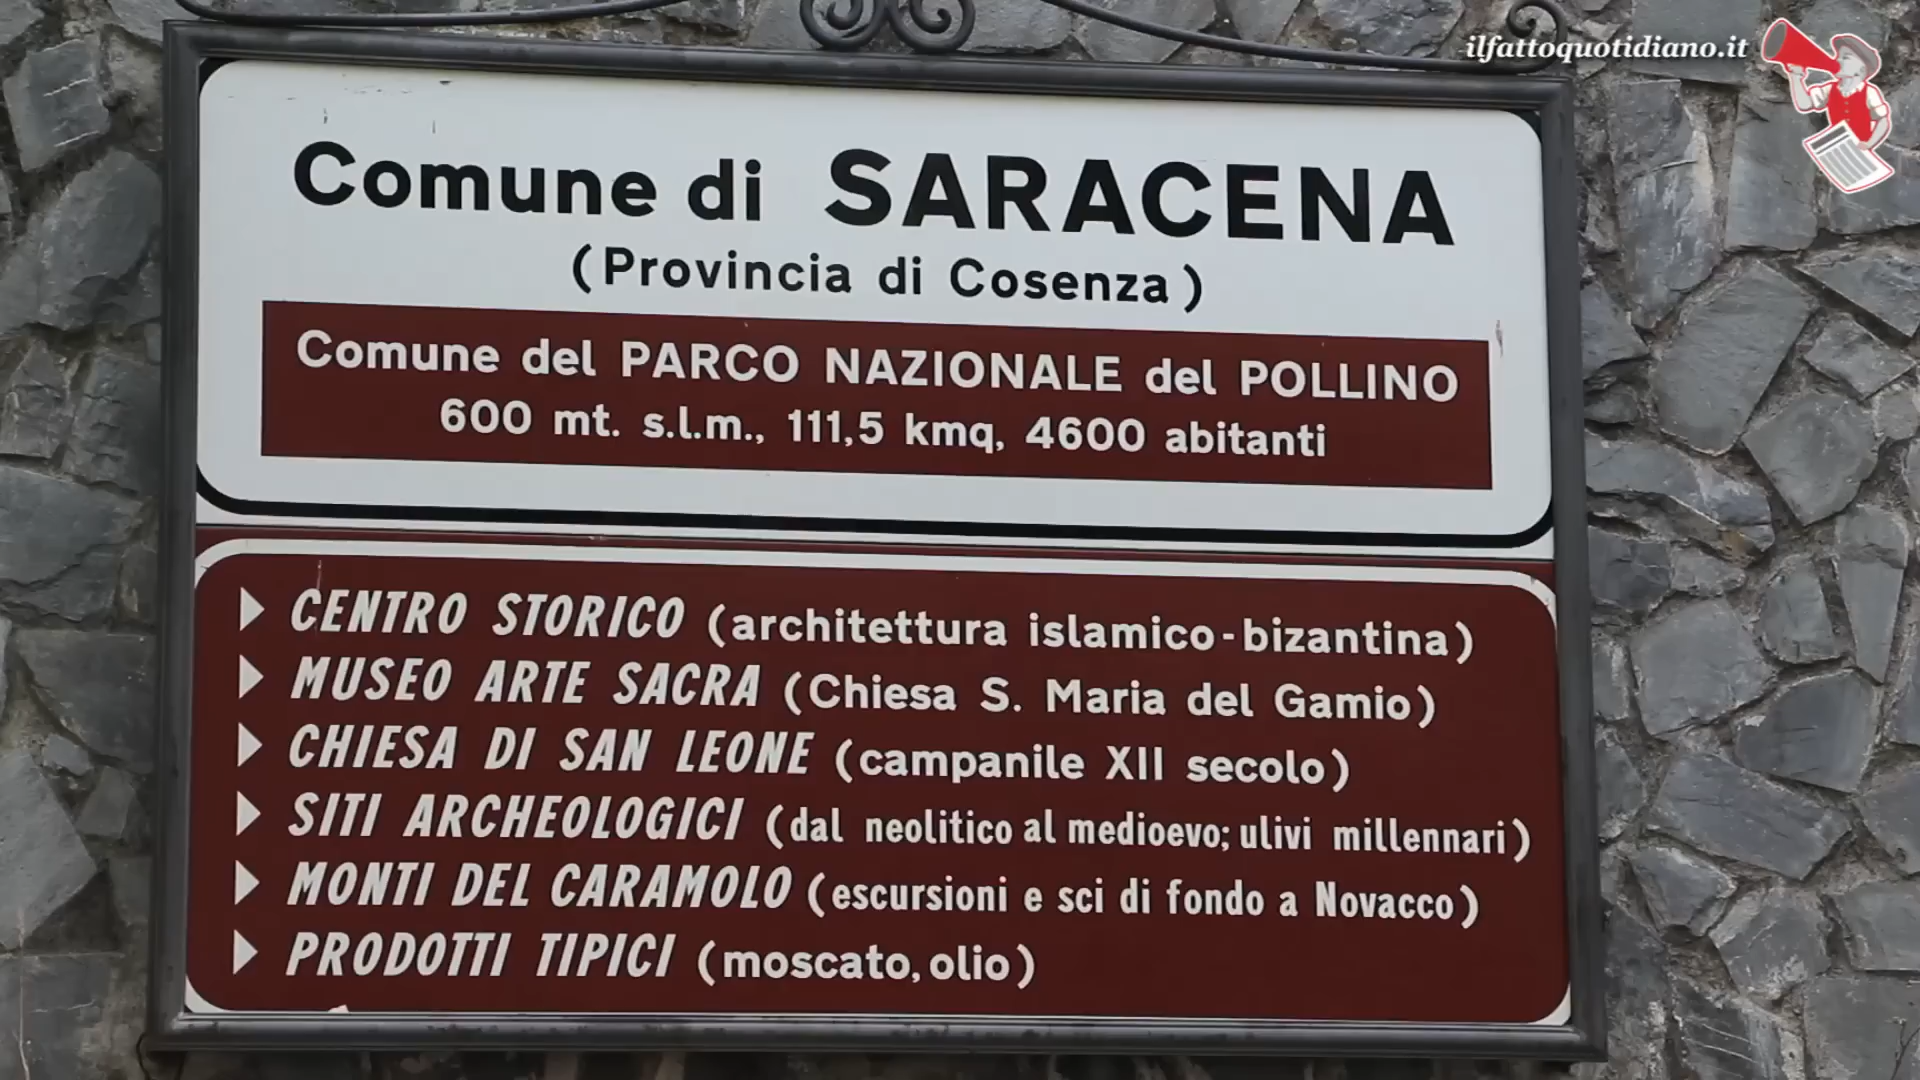 ilfattoquotidiano.it
Comune di SARACENA
(Provincia di Cosenza)
Comune del PARCO NAZIONALE del POLLINO
600 mt. s.l.m., 111,5 kmq, 4600 abitanti
CENTRO STORICO (architettura islamico-bizantina)
MUSEO ARTE SACRA (Chiesa S. Maria del Gamio)
CHIESA DI SAN LEONE (campanile XII secolo)
SITI ARCHEOLOGICI (dal neolitico al medioevo; ulivi millennari)
MONTI DEL CARAMOLO (escursioni e sci di fondo a Novacco)
PRODOTTI TIPICI (moscato, olio)